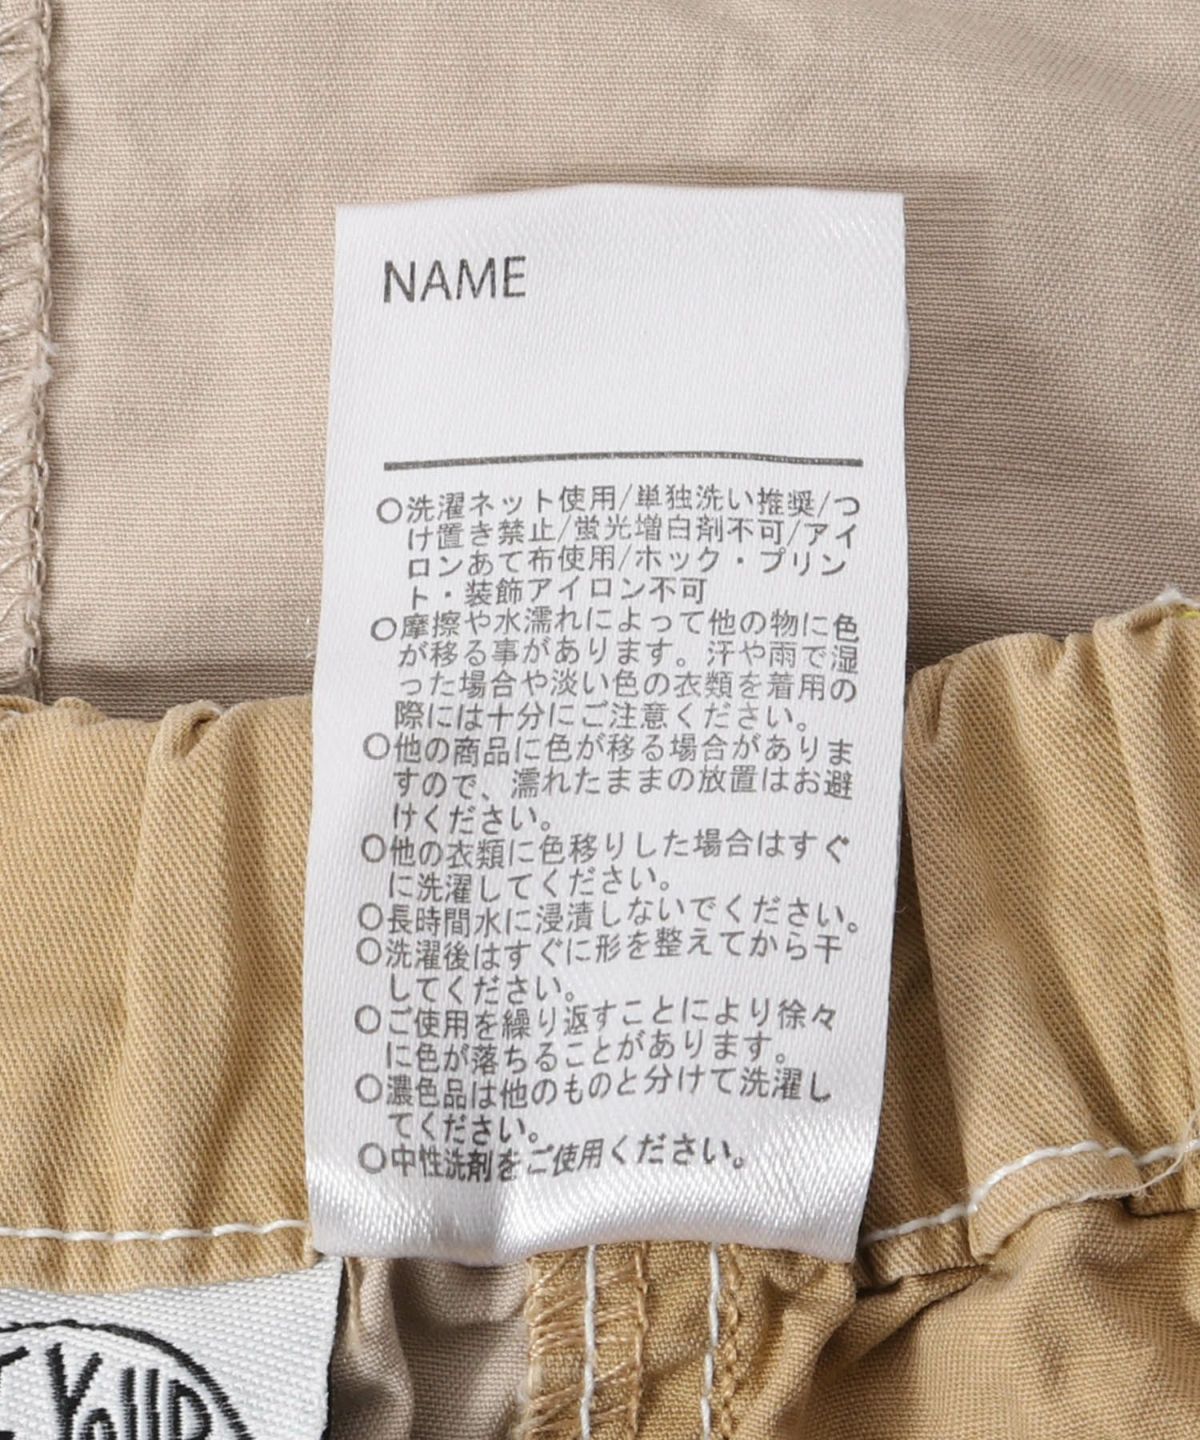 NAME
○洗濯ネット使用/単独洗い推奨/つ
け置き禁止/蛍光増白剤不可/アイ
ロンあて布使用/ホック・プリン
ト・装飾アイロン不可
○摩擦や水濡れによって他の物に色
が移る事があります。汗や雨で湿
った場合や淡い色の衣類を着用の
際には十分にご注意ください。
○他の商品に色が移る場合がありま
すので、濡れたままの放置はお避
けください。
○他の衣類に色移りした場合はすぐ
に洗濯してください。
○長時間水に浸漬しないでください。
○洗濯後はすぐに形を整えてから干
してください。
○ご使用を繰り返すことにより徐々
に色が落ちることがあります。
○濃色品は他のものと分けて洗濯し
てください。
○中性洗剤をご使用ください。